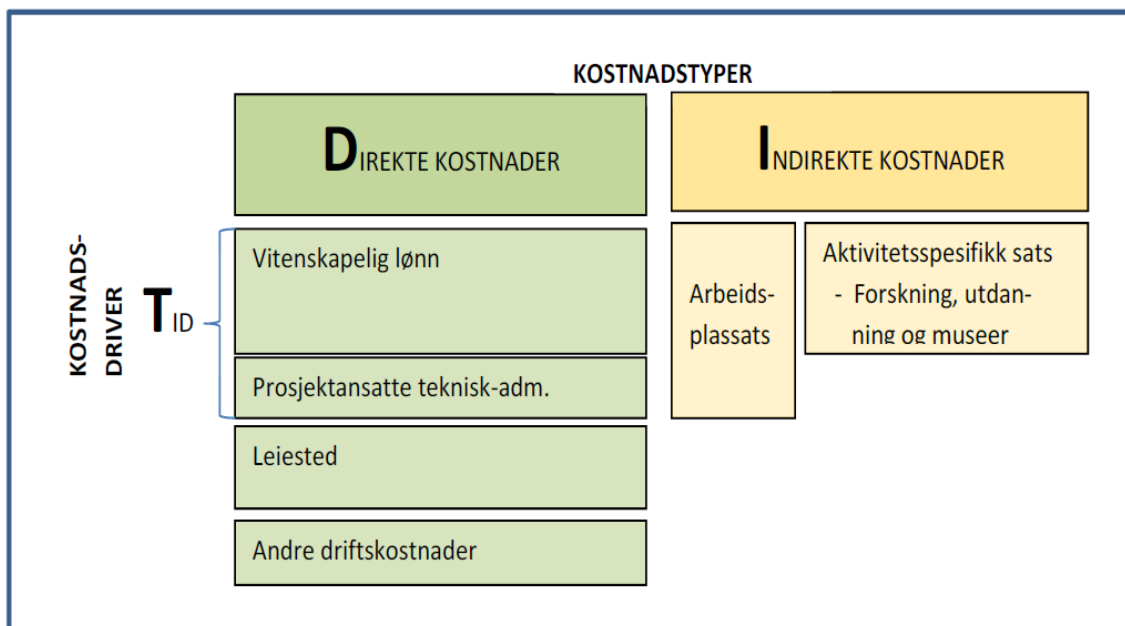 KOSTNADSTYPER
DIREKTE KOSTNADER
INDIREKTE KOSTNADER
KOSTNADS-
DRIVER
TID
Vitenskapelig lønn
Prosjektansatte teknisk-adm.
Leiested
Andre driftskostnader
Arbeids-
plassats
Aktivitetsspesifikk sats
- Forskning, utdan-
ning og museer